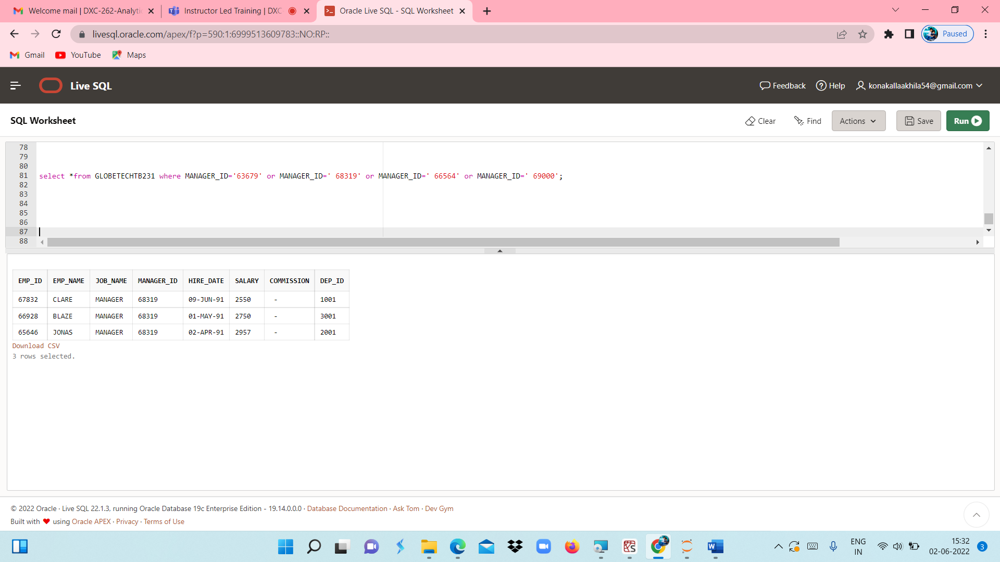 Welcome mail | DXC-262-Analytic
Instructor Led Training | DXC
Oracle Live SQL - SQL Worksheet
livesql.oracle.com/apex/f?p=590:1:6999513609783::NO:RP::
Paused
Gmail
YouTube
Maps
Live SQL
Feedback
Help
konakallaakhila54@gmail.com
SQL Worksheet
Clear
Find
Actions
Save
Run
78
79
80
81 select *from GLOBETECHTB231 where MANAGER_ID='63679' or MANAGER_ID=' 68319' or MANAGER_ID=' 66564' or MANAGER_ID=' 69000';
82
83
84
85
86
87
88
EMP_ID EMP_NAME JOB_NAME MANAGER_ID HIRE_DATE SALARY COMMISSION DEP_ID
67832 CLARE MANAGER 68319 09-JUN-91 2550 - 1001
66928 BLAZE MANAGER 68319 01-MAY-91 2750 - 3001
65646 JONAS MANAGER 68319 02-APR-91 2957 - 2001
Download CSV
3 rows selected.
© 2022 Oracle · Live SQL 22.1.3, running Oracle Database 19c Enterprise Edition - 19.14.0.0.0 · Database Documentation · Ask Tom · Dev Gym
Built with ❤ using Oracle APEX · Privacy · Terms of Use
ENG
IN
15:32
02-06-2022
3